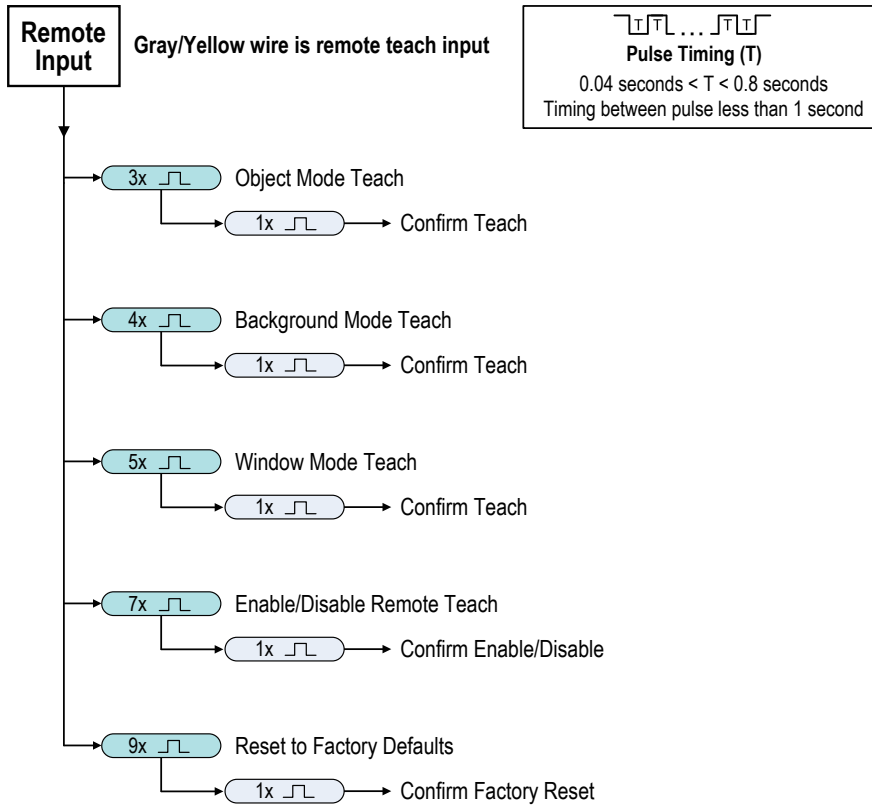 Remote
Input
Gray/Yellow wire is remote teach input
T T ... T T
Pulse Timing (T)
0.04 seconds < T < 0.8 seconds
Timing between pulse less than 1 second
3x Object Mode Teach
1x Confirm Teach
4x Background Mode Teach
1x Confirm Teach
5x Window Mode Teach
1x Confirm Teach
7x Enable/Disable Remote Teach
1x Confirm Enable/Disable
9x Reset to Factory Defaults
1x Confirm Factory Reset